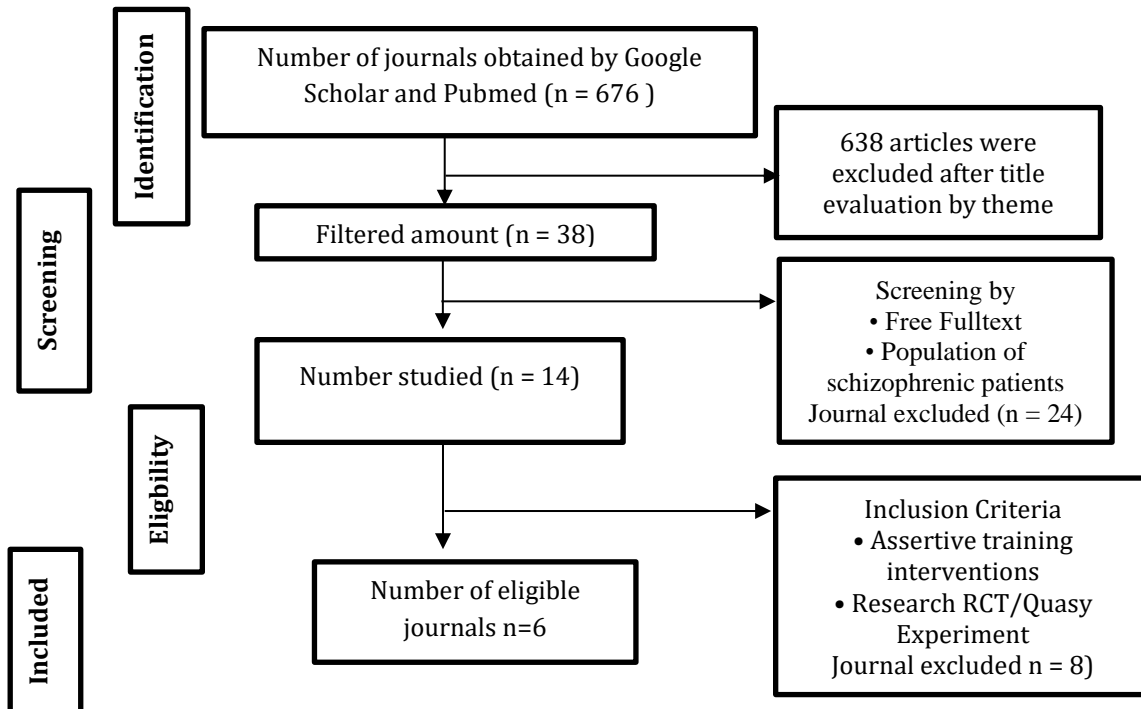 Identification
Number of journals obtained by Google
Scholar and Pubmed (n = 676 )
638 articles were
excluded after title
evaluation by theme
Screening
Filtered amount (n = 38)
Screening by
• Free Fulltext
• Population of
schizophrenic patients
Journal excluded (n = 24)
Number studied (n = 14)
Eligbility
Inclusion Criteria
• Assertive training
interventions
• Research RCT/Quasy
Experiment
Journal excluded n = 8)
Included
Number of eligible
journals n=6